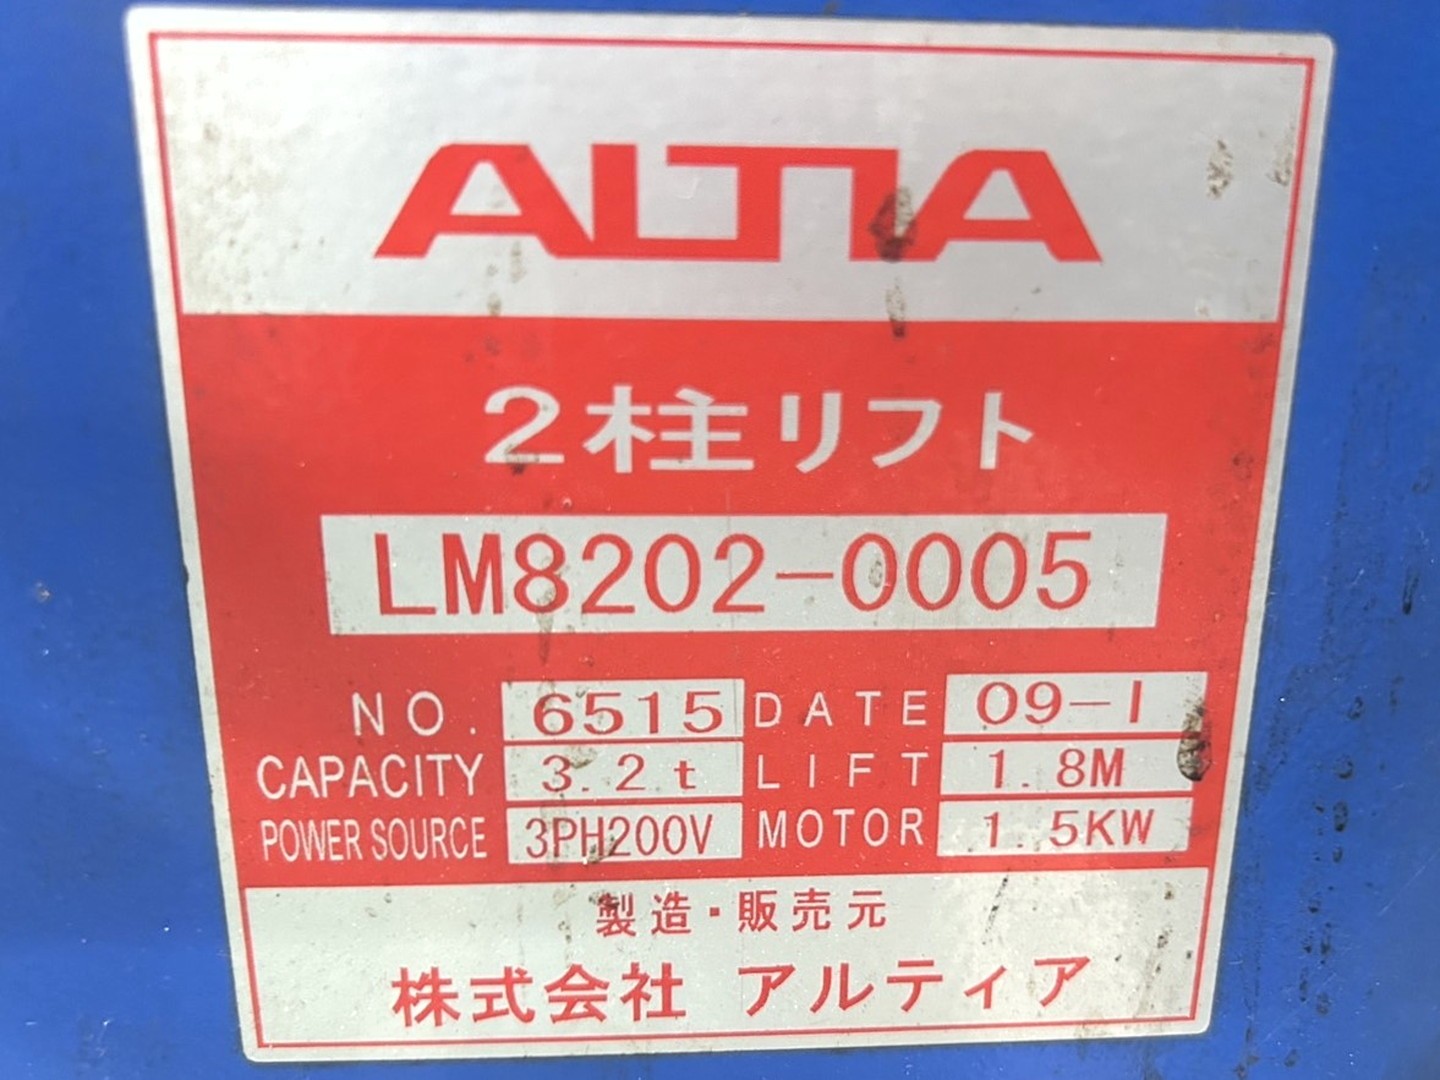 ALTIA
2柱リフト
LM8202-0005
NO. 6515 DATE 09-1
CAPACITY 3.2t LIFT 1.8M
POWER SOURCE 3PH200V MOTOR 1.5KW
製造・販売元
株式会社 アルティア